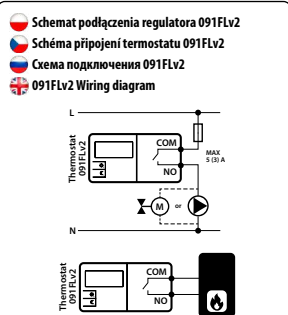 Schemat podłączenia regulatora 091FLv2
Schéma připojení termostatu 091FLv2
Схема подключения 091FLv2
091FLv2 Wiring diagram
L
Thermostat
091FLv2
COM
NO
MAX
5 (3) A
M
or
N
Thermostat
091FLv2
COM
NO